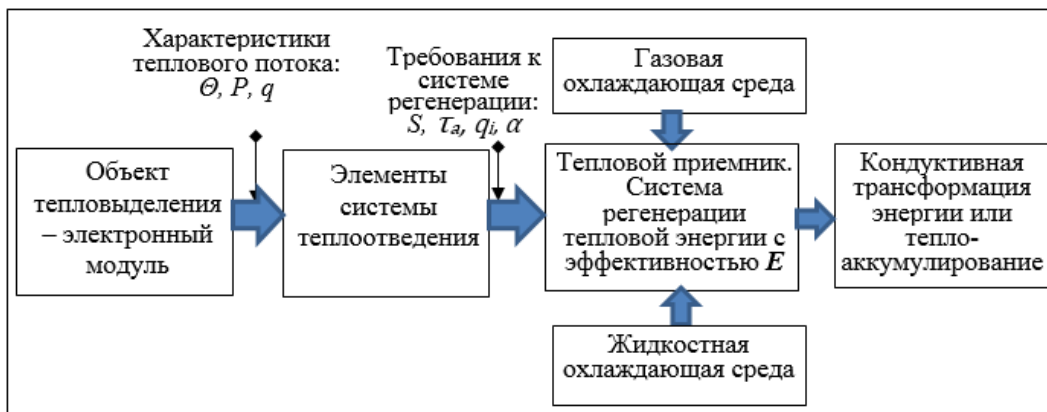 Характеристики
теплового потока:
Θ, P, q
Требования к
системе
регенерации:
S, τa, qi, α
Газовая
охлаждающая среда
Объект
тепловыделения
– электронный
модуль
Элементы
системы
теплоотведения
Тепловой приемник.
Система
регенерации
тепловой энергии с
эффективностью E
Кондуктивная
трансформация
энергии или
тепло-
аккумулирование
Жидкостная
охлаждающая среда